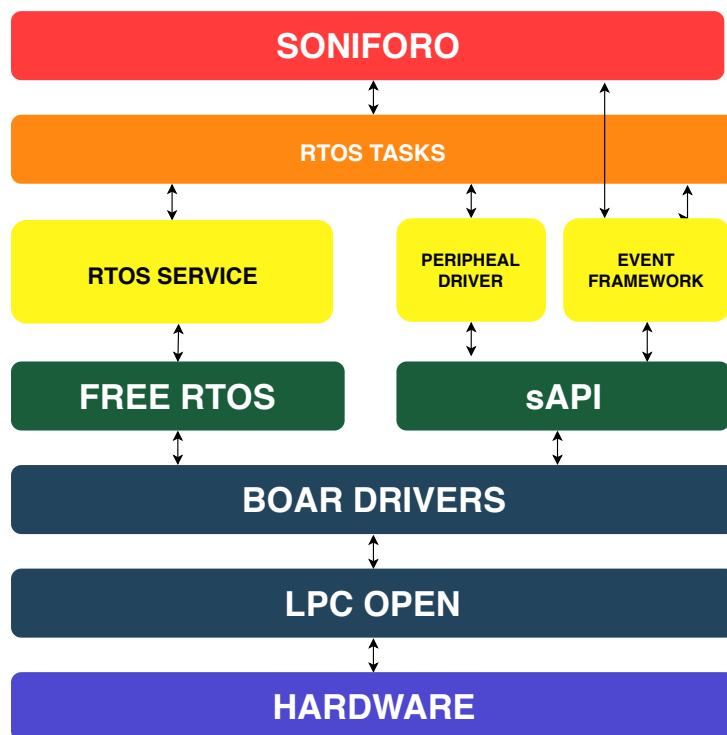 SONIFORO
RTOS TASKS
RTOS SERVICE
PERIPHEAL
DRIVER
EVENT
FRAMEWORK
FREE RTOS
sAPI
BOAR DRIVERS
LPC OPEN
HARDWARE